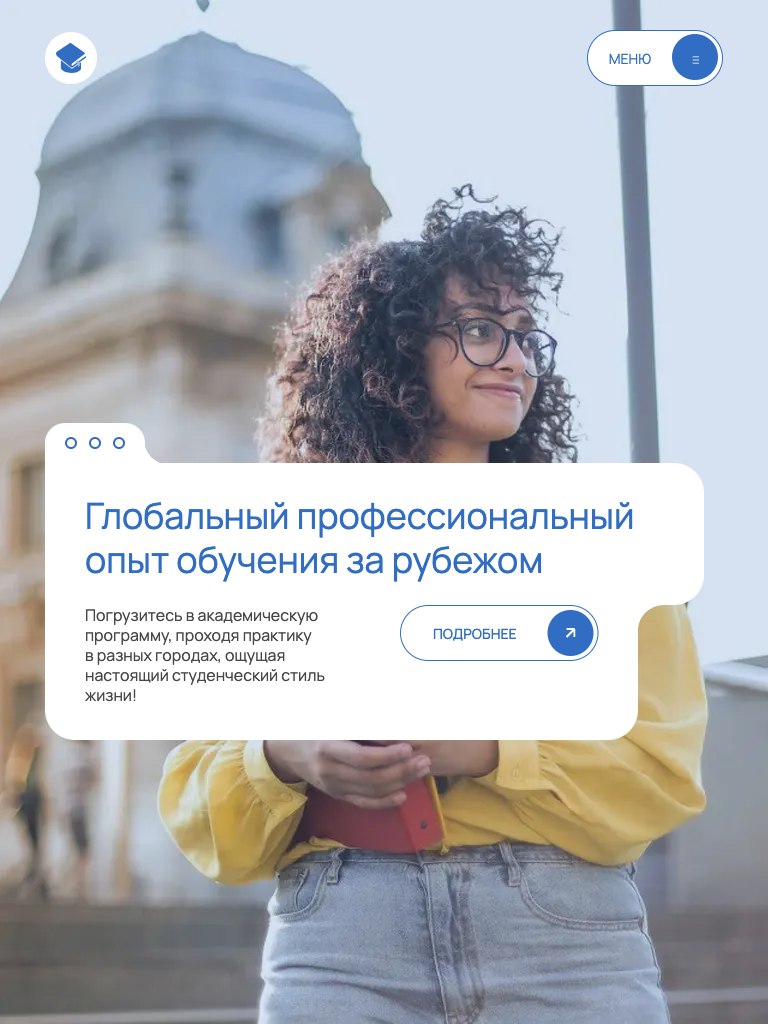 МЕНЮ
Глобальный профессиональный
опыт обучения за рубежом
Погрузитесь в академическую
программу, проходя практику
в разных городах, ощущая
настоящий студенческий стиль
жизни!
ПОДРОБНЕЕ